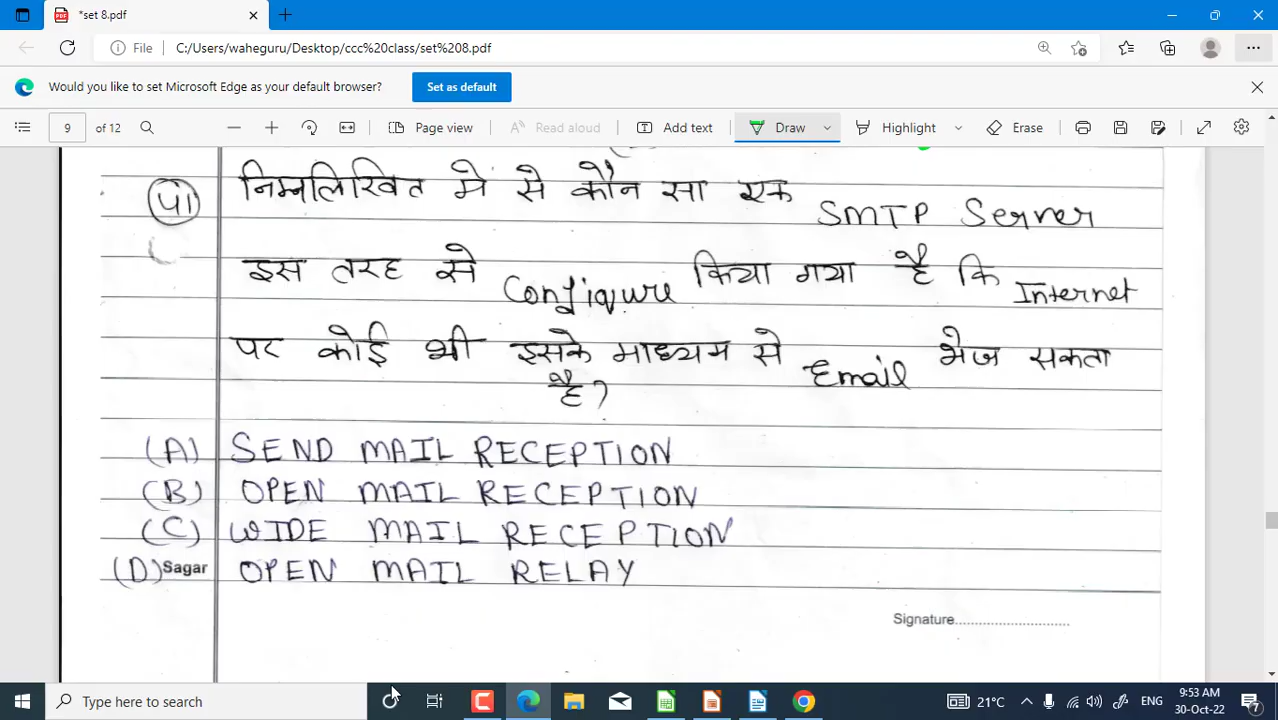 *set 8.pdf
File C:/Users/waheguru/Desktop/ccc%20class/set%208.pdf
Would you like to set Microsoft Edge as your default browser? Set as default
9 of 12 Page view Read aloud Add text Draw Highlight Erase
निम्नलिखित मे से कौन सा एक SMTP Server
इस तरह से Configure किया गया है कि Internet
पर कोई भी इसके माध्यम से Email भेज सकता
है?
(A) SEND MAIL RECEPTION
(B) OPEN MAIL RECEPTION
(C) WIDE MAIL RECEPTION
(D) Sagar OPEN MAIL RELAY
Signature
Type here to search 21°C ENG 9:53 AM
30-Oct-22 7